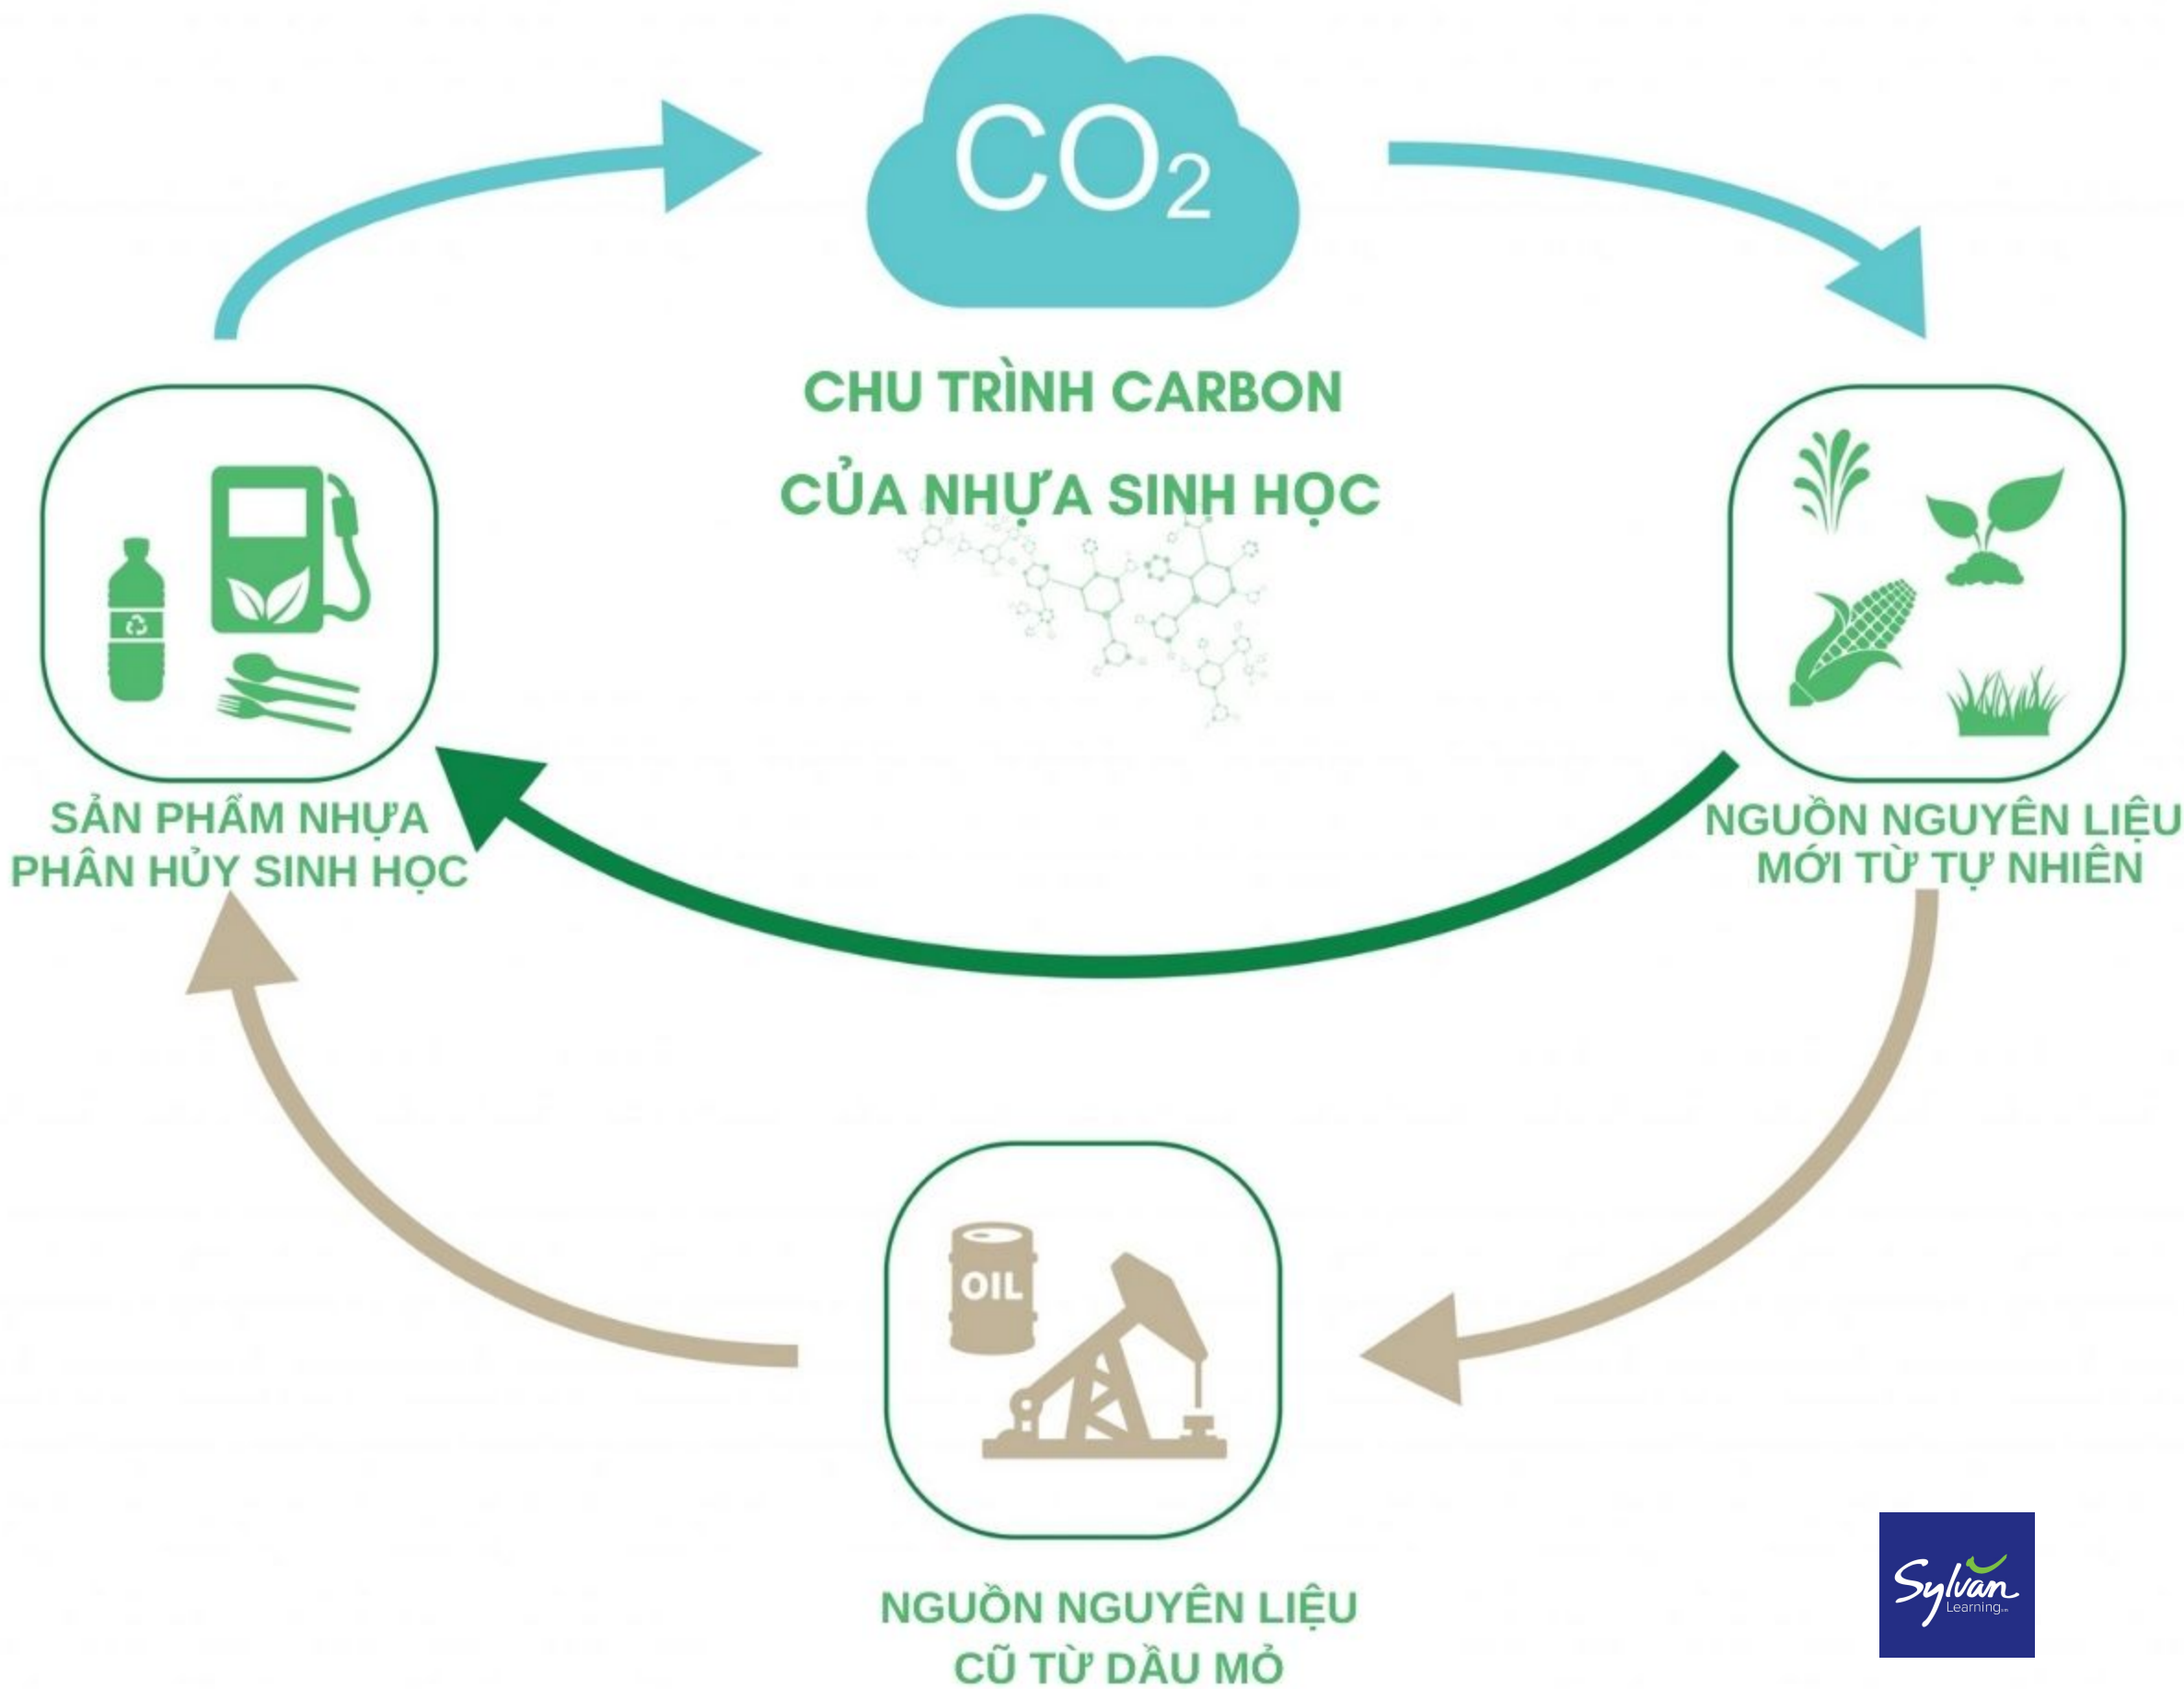 CO2
CHU TRÌNH CARBON
CỦA NHỰA SINH HỌC
SẢN PHẨM NHỰA
PHÂN HỦY SINH HỌC
NGUỒN NGUYÊN LIỆU
MỚI TỪ TỰ NHIÊN
OIL
NGUỒN NGUYÊN LIỆU
CŨ TỪ DẦU MỎ
Sylvan
Learning